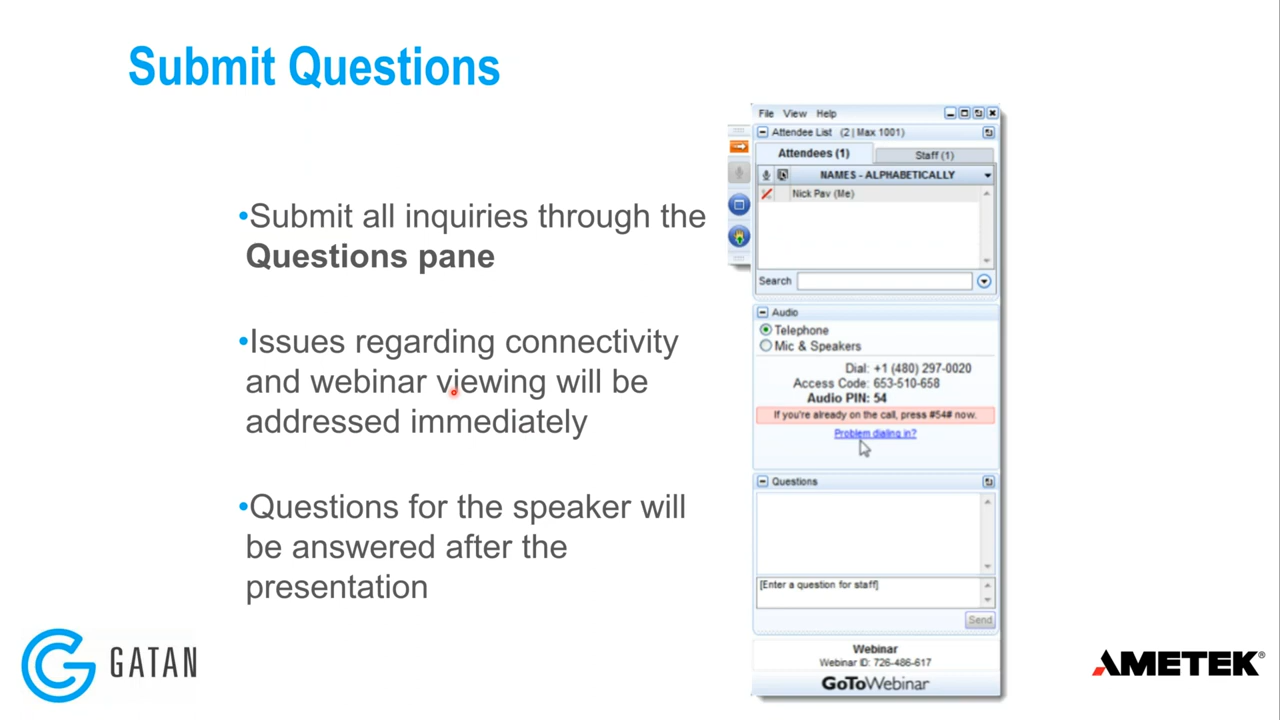 Submit Questions
•Submit all inquiries through the
Questions pane
•Issues regarding connectivity
and webinar viewing will be
addressed immediately
•Questions for the speaker will
be answered after the
presentation
File View Help
Attendee List (2 | Max 1001)
Attendees (1) Staff (1)
NAMES - ALPHABETICALLY
Nick Pav (Me)
Search
Audio
Telephone
Mic & Speakers
Dial: +1 (480) 297-0020
Access Code: 653-510-658
Audio PIN: 54
If you're already on the call, press #54# now.
Problem dialing in?
Questions
[Enter a question for staff]
Send
Webinar
Webinar ID: 726-486-617
GoToWebinar
GATAN
AMETEK®